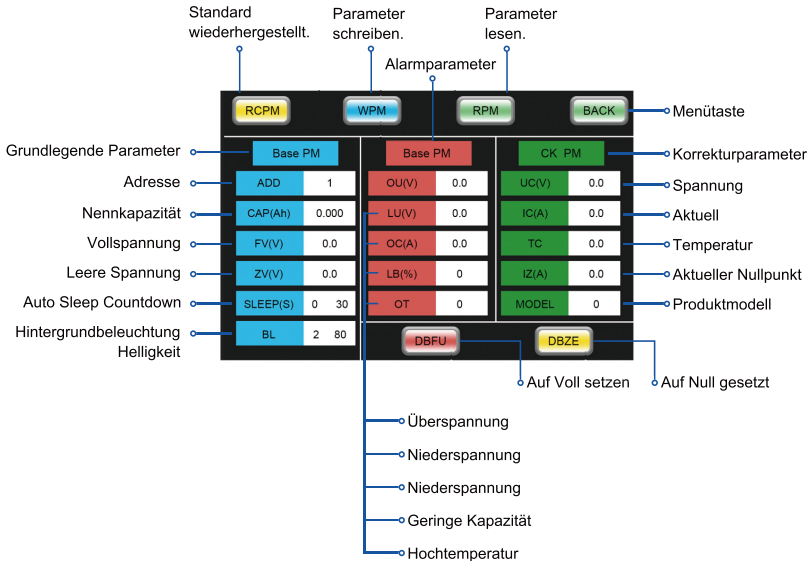 Standard
wiederhergestellt.
Parameter
schreiben.
Parameter
lesen.
Alarmparameter
RCPM
WPM
RPM
BACK
Menütaste
Grundlegende Parameter
Base PM
Base PM
CK PM
Korrekturparameter
Adresse
ADD 1
OU(V) 0.0
UC(V) 0.0
Spannung
Nennkapazität
CAP(Ah) 0.000
LU(V) 0.0
IC(A) 0.0
Aktuell
Vollspannung
FV(V) 0.0
OC(A) 0.0
TC 0.0
Temperatur
Leere Spannung
ZV(V) 0.0
LB(%) 0
IZ(A) 0.0
Aktueller Nullpunkt
Auto Sleep Countdown
SLEEP(S) 0 30
OT 0
MODEL 0
Produktmodell
Hintergrundbeleuchtung
Helligkeit
BL 2 80
DBFU
DBZE
Auf Voll setzen
Auf Null gesetzt
Überspannung
Niederspannung
Niederspannung
Geringe Kapazität
Hochtemperatur